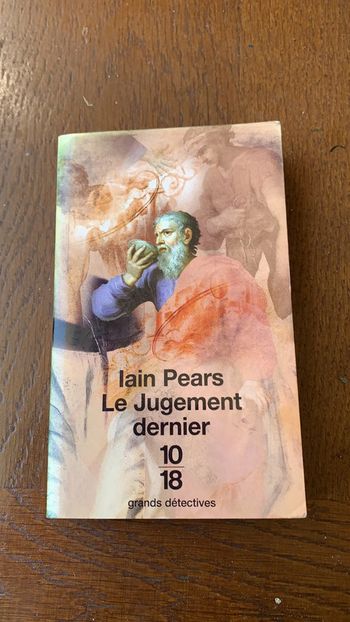 Iain Pears
Le Jugement
dernier
10
18
grands détectives